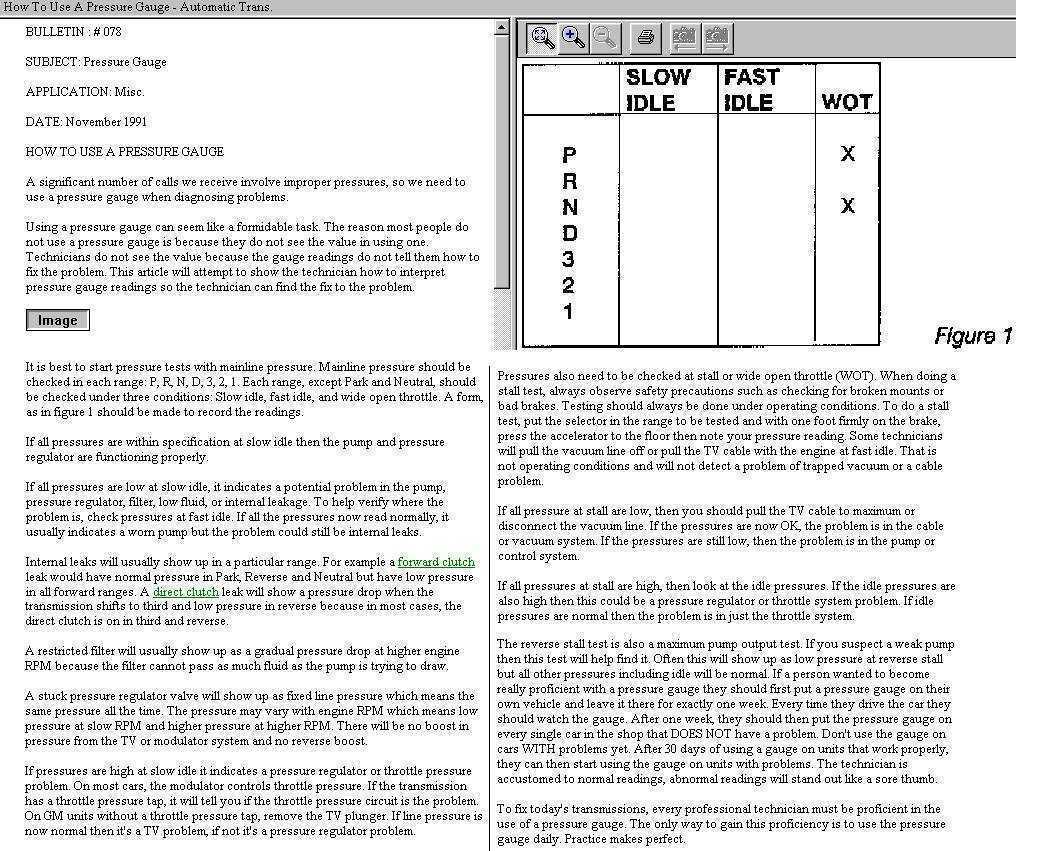 How To Use A Pressure Gauge - Automatic Trans.
BULLETIN : # 078
SUBJECT: Pressure Gauge
APPLICATION: Misc.
DATE: November 1991
HOW TO USE A PRESSURE GAUGE
A significant number of calls we receive involve improper pressures, so we need to
use a pressure gauge when diagnosing problems.
Using a pressure gauge can seem like a formidable task. The reason most people do
not use a pressure gauge is because they do not see the value in using one.
Technicians do not see the value because the gauge readings do not tell them how to
fix the problem. This article will attempt to show the technician how to interpret
pressure gauge readings so the technician can find the fix to the problem.
Image
SLOW IDLE
FAST IDLE
WOT
P X
R
N X
D
3
2
1
Figure 1
It is best to start pressure tests with mainline pressure. Mainline pressure should be
checked in each range: P, R, N, D, 3, 2, 1. Each range, except Park and Neutral, should
be checked under three conditions: Slow idle, fast idle, and wide open throttle. A form,
as in figure 1 should be made to record the readings.
If all pressures are within specification at slow idle then the pump and pressure
regulator are functioning properly.
If all pressures are low at slow idle, it indicates a potential problem in the pump,
pressure regulator, filter, low fluid, or internal leakage. To help verify where the
problem is, check pressures at fast idle. If all the pressures now read normally, it
usually indicates a worn pump but the problem could still be internal leaks.
Internal leaks will usually show up in a particular range. For example a forward clutch
leak would have normal pressure in Park, Reverse and Neutral but have low pressure
in all forward ranges. A direct clutch leak will show a pressure drop when the
transmission shifts to third and low pressure in reverse because in most cases, the
direct clutch is on in third and reverse.
A restricted filter will usually show up as a gradual pressure drop at higher engine
RPM because the filter cannot pass as much fluid as the pump is trying to draw.
A stuck pressure regulator valve will show up as fixed line pressure which means the
same pressure all the time. The pressure may vary with engine RPM which means low
pressure at slow RPM and higher pressure at higher RPM. There will be no boost in
pressure from the TV or modulator system and no reverse boost.
If pressures are high at slow idle it indicates a pressure regulator or throttle pressure
problem. On most cars, the modulator controls throttle pressure. If the transmission
has a throttle pressure tap, it will tell you if the throttle pressure circuit is the problem.
On GM units without a throttle pressure tap, remove the TV plunger. If line pressure is
now normal then it's a TV problem, if not it's a pressure regulator problem.
Pressures also need to be checked at stall or wide open throttle (WOT). When doing a
stall test, always observe safety precautions such as checking for broken mounts or
bad brakes. Testing should always be done under operating conditions. To do a stall
test, put the selector in the range to be tested and with one foot firmly on the brake,
press the accelerator to the floor then note your pressure reading. Some technicians
will pull the vacuum line off or pull the TV cable with the engine at fast idle. That is
not operating conditions and will not detect a problem of trapped vacuum or a cable
problem.
If all pressure at stall are low, then you should pull the TV cable to maximum or
disconnect the vacuum line. If the pressures are now OK, the problem is in the cable
or vacuum system. If the pressures are still low, then the problem is in the pump or
control system.
If all pressures at stall are high, then look at the idle pressures. If the idle pressures are
also high then this could be a pressure regulator or throttle system problem. If idle
pressures are normal then the problem is in just the throttle system.
The reverse stall test is also a maximum pump output test. If you suspect a weak pump
then this test will help find it. Often this will show up as low pressure at reverse stall
but all other pressures including idle will be normal. If a person wanted to become
really proficient with a pressure gauge they should first put a pressure gauge on their
own vehicle and leave it there for exactly one week. Every time they drive the car they
should watch the gauge. After one week, they should then put the pressure gauge on
every single car in the shop that DOES NOT have a problem. Don't use the gauge on
cars WITH problems yet. After 30 days of using a gauge on units that work properly,
they can then start using the gauge on units with problems. The technician is
accustomed to normal readings, abnormal readings will stand out like a sore thumb.
To fix today's transmissions, every professional technician must be proficient in the
use of a pressure gauge. The only way to gain this proficiency is to use the pressure
gauge daily. Practice makes perfect.